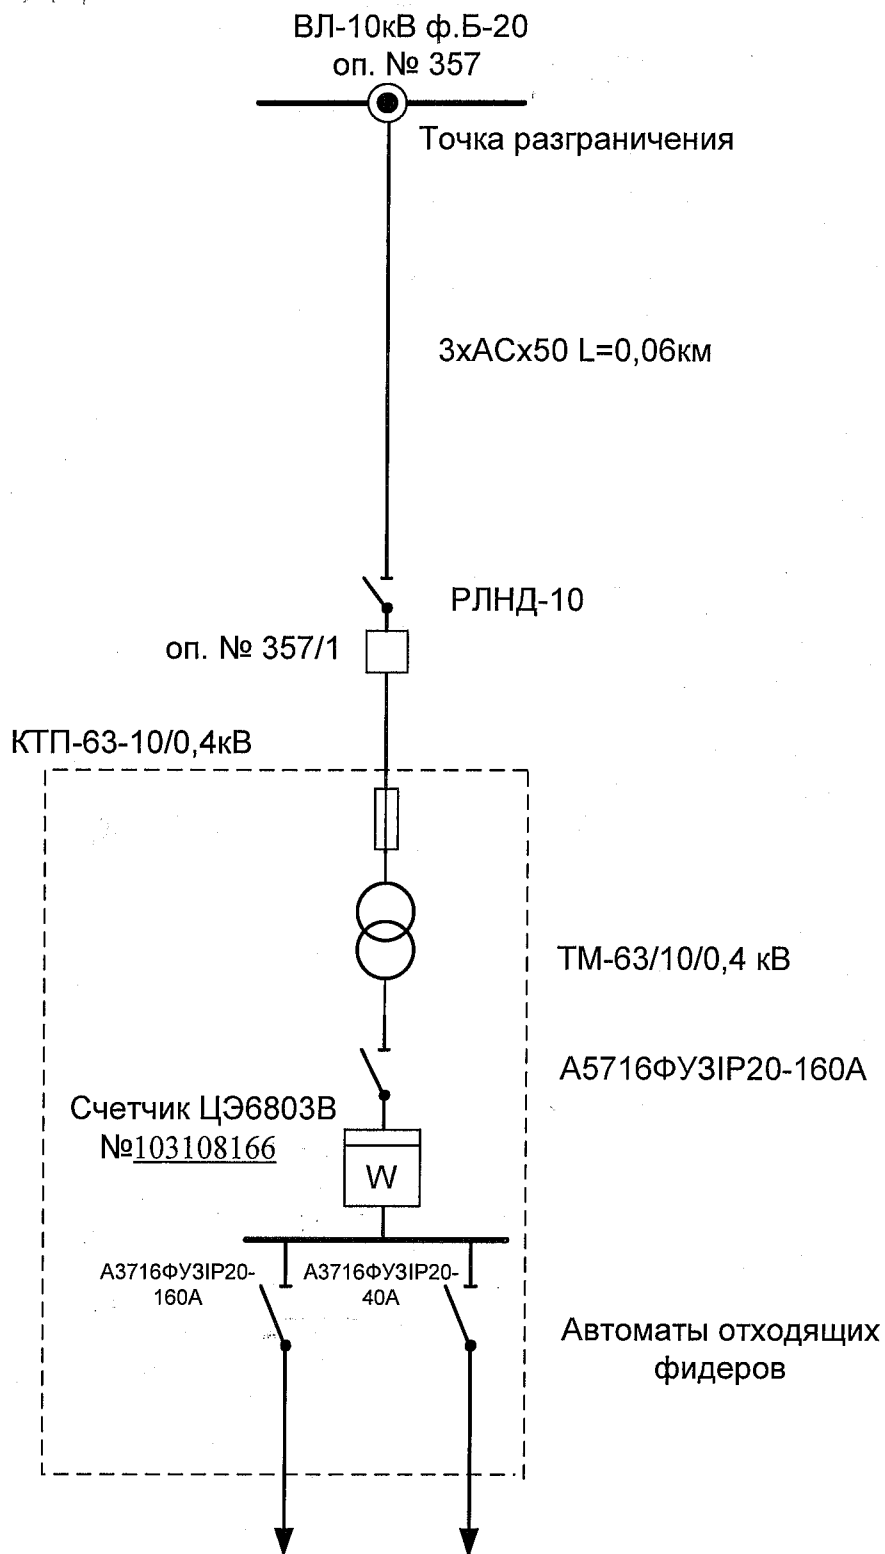 ВЛ-10кВ ф.Б-20
оп. № 357
Точка разграничения
3хАСх50 L=0,06км
РЛНД-10
оп. № 357/1
КТП-63-10/0,4кВ
ТМ-63/10/0,4 кВ
А5716ФУ3IP20-160А
Счетчик ЦЭ6803В
№103108166
W
А3716ФУ3IP20-
160А
А3716ФУ3IP20-
40А
Автоматы отходящих
фидеров